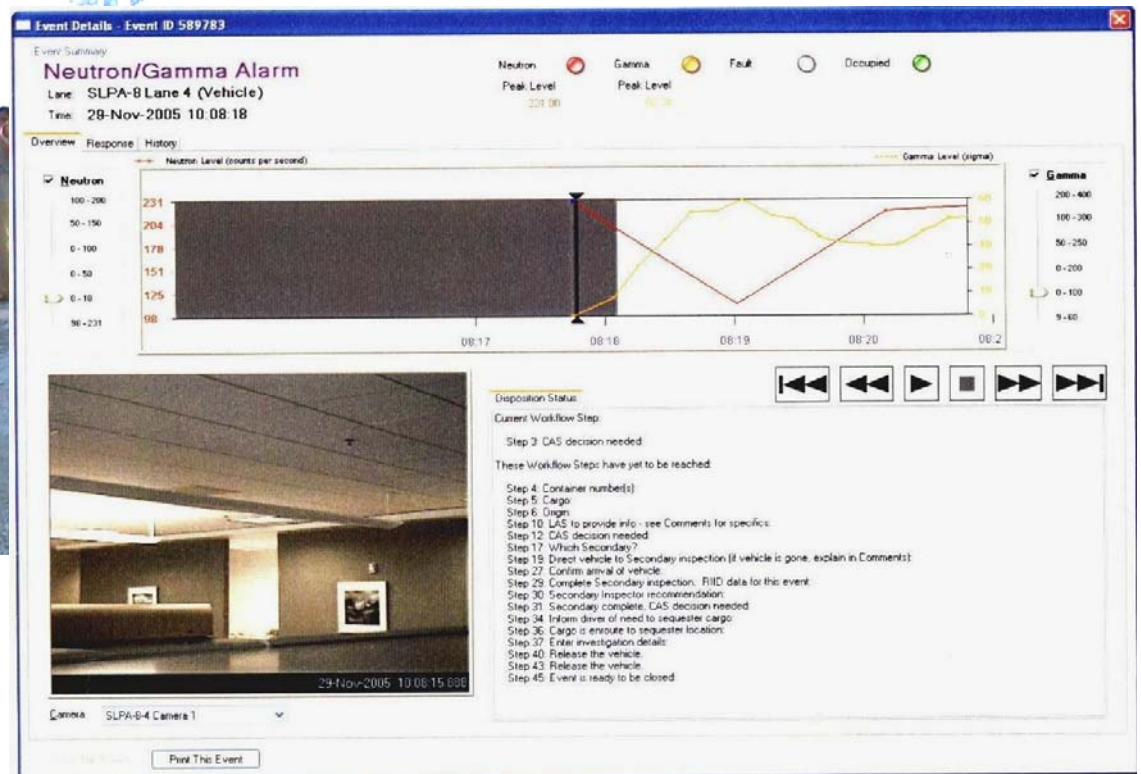 Event Details - Event ID 589783
Event Summary
Neutron/Gamma Alarm
Lane: SLPA-8 Lane 4 (Vehicle)
Time: 29-Nov-2005 10:08:18
Neutron Gamma Fault Occupied
Peak Level Peak Level
231.00
Overview Response History
Neutron Level (counts per second) Gamma Level (sigma)
Neutron
100 - 200
50 - 150
0 - 100
0 - 50
0 - 10
98 - 231
231
204
178
151
125
98
60
0
08:17 08:18 08:19 08:20 08:2
Gamma
200 - 400
100 - 300
50 - 250
0 - 200
0 - 100
9 - 60
29-Nov-2005 10:08:15.888
Camera SLPA-8-4 Camera 1
Print This Event
Disposition Status
Current Workflow Step:
Step 3: CAS decision needed
These Workflow Steps have yet to be reached:
Step 4: Container number(s)
Step 5: Cargo:
Step 6: Origin:
Step 10: LAS to provide info - see Comments for specifics:
Step 12: CAS decision needed:
Step 17: Which Secondary?
Step 19: Direct vehicle to Secondary inspection (if vehicle is gone, explain in Comments):
Step 27: Confirm arrival of vehicle:
Step 29: Complete Secondary inspection. RIID data for this event:
Step 30: Secondary Inspector recommendation:
Step 31: Secondary complete, CAS decision needed:
Step 34: Inform driver of need to sequester cargo:
Step 36: Cargo is enroute to sequester location:
Step 37: Enter investigation details:
Step 40: Release the vehicle.
Step 43: Release the vehicle.
Step 45: Event is ready to be closed